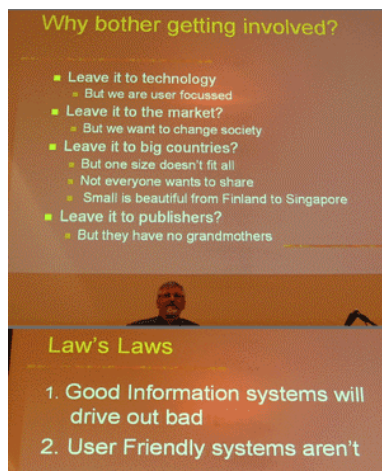 Why bother getting involved?
Leave it to technology
But we are user focussed
Leave it to the market?
But we want to change society
Leave it to big countries?
But one size doesn't fit all
Not everyone wants to share
Small is beautiful from Finland to Singapore
Leave it to publishers?
But they have no grandmothers
Law's Laws
1. Good Information systems will
drive out bad
2. User Friendly systems aren't